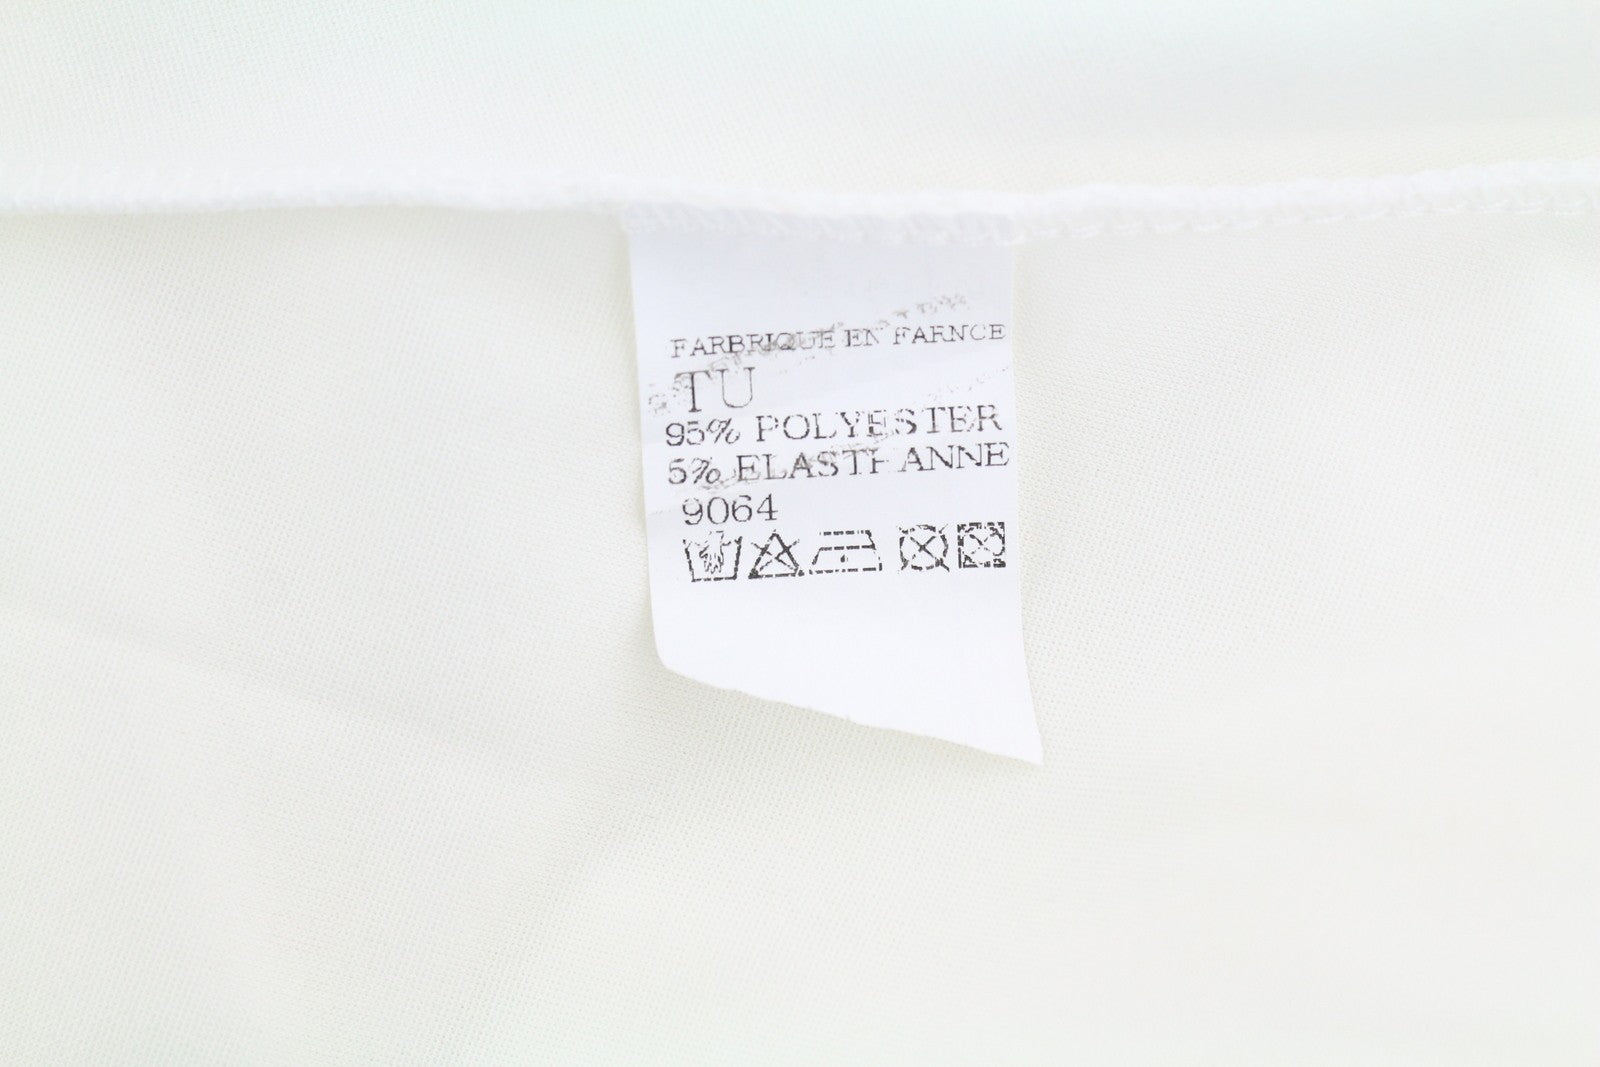 FARBRIQUE EN FARNCE
TU
95% POLYESTER
5% ELASTHANNE
9064